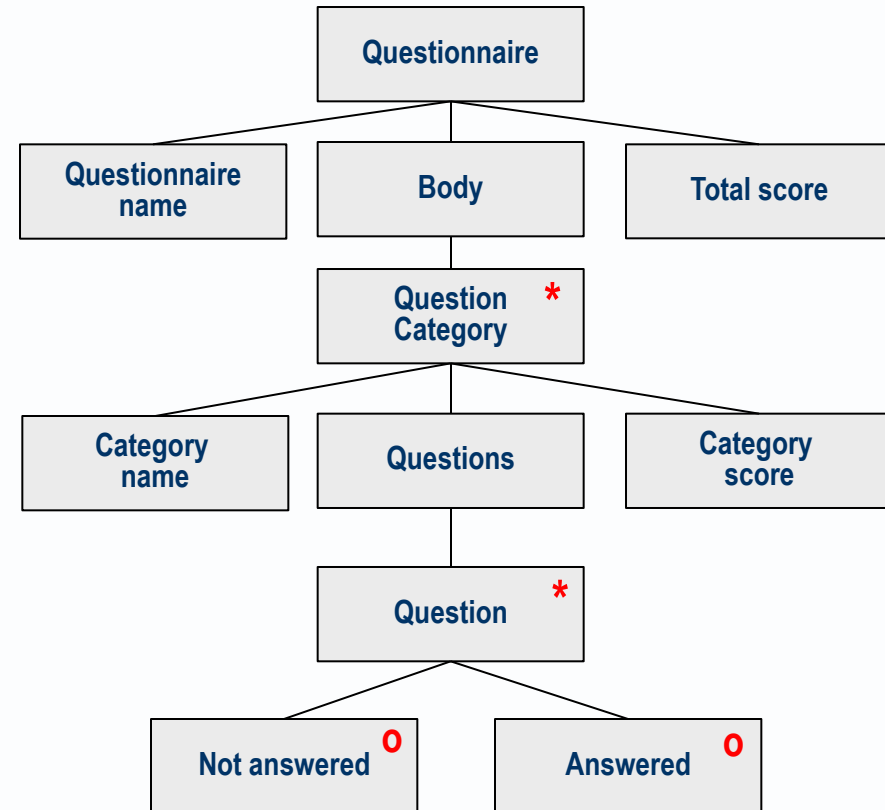 Questionnaire
Questionnaire
name
Body
Total score
Question *
Category
Category
name
Questions
Category
score
Question *
Not answered o
Answered o